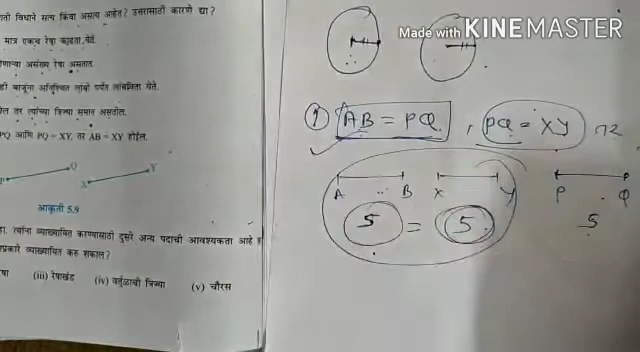 Made with KINEMASTER
विधाने सत्य किंवा असत्य आहेत? उत्तरासाठी कारणे द्या?
मात्र एकच रेषा काढता येते.
असंख्य रेषा असतात.
बाजूंना अनिश्चित लांबी पर्यंत लांबविता येते.
तर त्यांच्या त्रिज्या समान असतील.
PQ आणि PQ = XY, तर AB = XY होईल.
Q
Y
P
X
आकृती 5.9
त्यांना व्याख्यायित करण्यासाठी दुसरे अन्य पदाची आवश्यकता आहे
करु शकाल?
(iii) रेषाखंड (iv) वर्तुळाची त्रिज्या (v) चौरस
AB = PQ , PQ = XY तर
A B X Y P Q
5 = 5 5